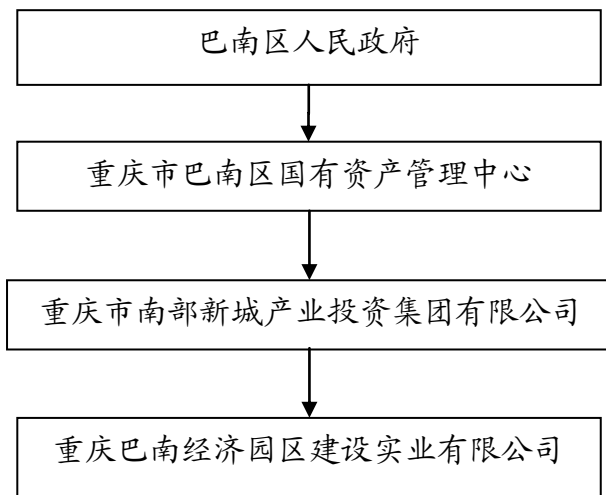 巴南区人民政府
重庆市巴南区国有资产管理中心
重庆市南部新城产业投资集团有限公司
重庆巴南经济园区建设实业有限公司